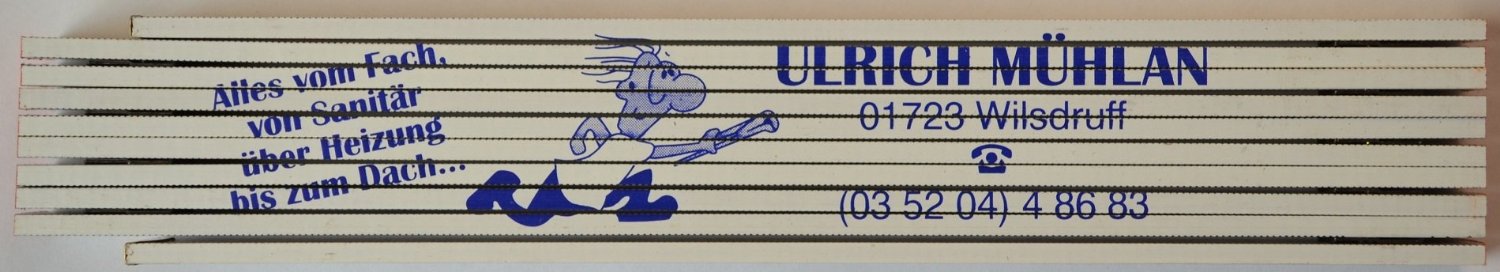 Alles vom Fach,
von Sanitär
über Heizung
bis zum Dach...
ULRICH MÜHLAN
01723 Wilsdruff
(03 52 04) 4 86 83